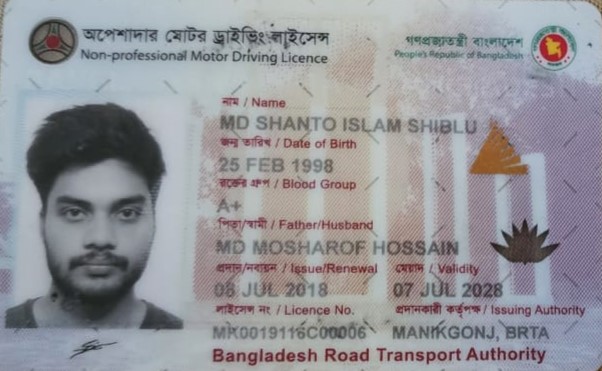 অপেশাদার মোটর ড্রাইভিং লাইসেন্স
Non-professional Motor Driving Licence
গণপ্রজাতন্ত্রী বাংলাদেশ
People's Republic of Bangladesh
নাম / Name
MD SHANTO ISLAM SHIBLU
জন্ম তারিখ / Date of Birth
25 FEB 1998
রক্তের গ্রুপ / Blood Group
A+
পিতা/স্বামী / Father/Husband
MD MOSHAROF HOSSAIN
প্রদান/নবায়ন / Issue/Renewal মেয়াদ / Validity
08 JUL 2018 07 JUL 2028
লাইসেন্স নং / Licence No. প্রদানকারী কর্তৃপক্ষ / Issuing Authority
MK0019116C00006 MANIKGONJ, BRTA
Bangladesh Road Transport Authority